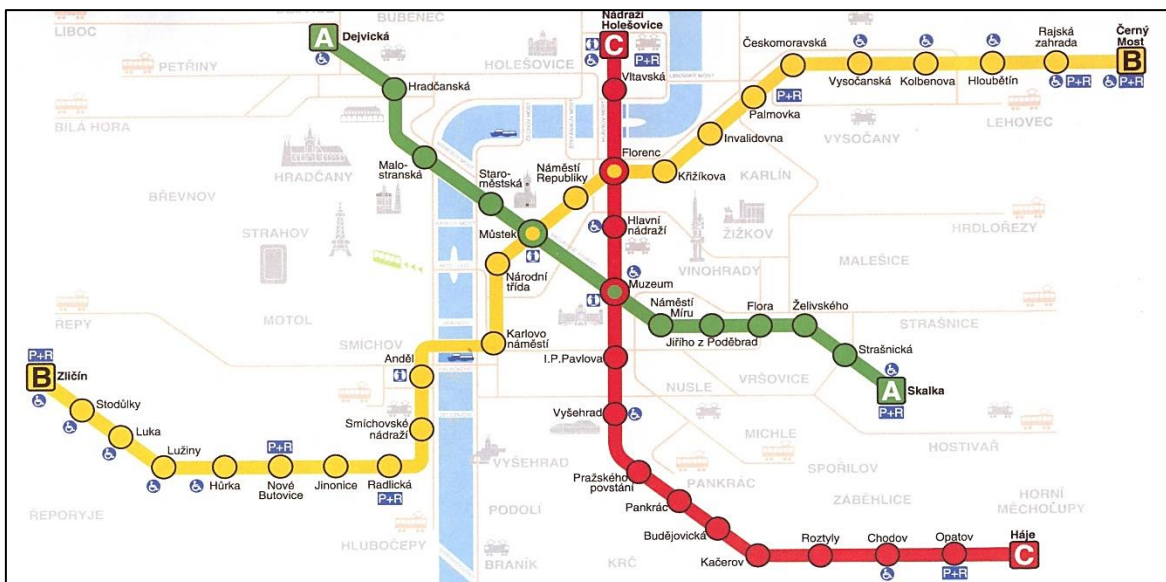 LIBOC
BUBENEČ
A
Dejvická
Nádraží
Holešovice
C
P+R
Českomoravská
Rajská
zahrada
Černý
Most
B
P+R
P+R
PETŘINY
HOLEŠOVICE
Vltavská
P+R
Vysočanská
Kolbenova
Hloubětín
Hradčanská
Palmovka
BÍLÁ HORA
VYSOČANY
LEHOVEC
Invalidovna
Malo-
stranská
Staro-
městská
Náměstí
Republiky
Florenc
Křižíkova
HRADČANY
KARLÍN
BŘEVNOV
Můstek
Hlavní
nádraží
ŽIŽKOV
HRDLOŘEZY
STRAHOV
Národní
třída
Muzeum
VINOHRADY
MALEŠICE
MOTOL
Náměstí
Míru
Flora
Želivského
ŘEPY
STRAŠNICE
SMÍCHOV
Karlovo
náměstí
Jiřího z Poděbrad
P+R
B
Zličín
Anděl
I.P.Pavlova
Strašnická
NUSLE
VRŠOVICE
A
Skalka
P+R
Stodůlky
Luka
Smíchovské
nádraží
Vyšehrad
MICHLE
HOSTIVAŘ
Lužiny
P+R
Hůrka
Nové
Butovice
Jinonice
Radlická
P+R
VYŠEHRAD
Pražského
povstání
PANKRÁC
SPOŘILOV
ZÁBĚHLICE
HORNÍ
MĚCHOLUPY
Pankrác
ŘEPORYJE
PODOLÍ
Budějovická
HLUBOČEPY
BRANÍK
KRČ
Kačerov
Roztyly
Chodov
Opatov
P+R
Háje
C